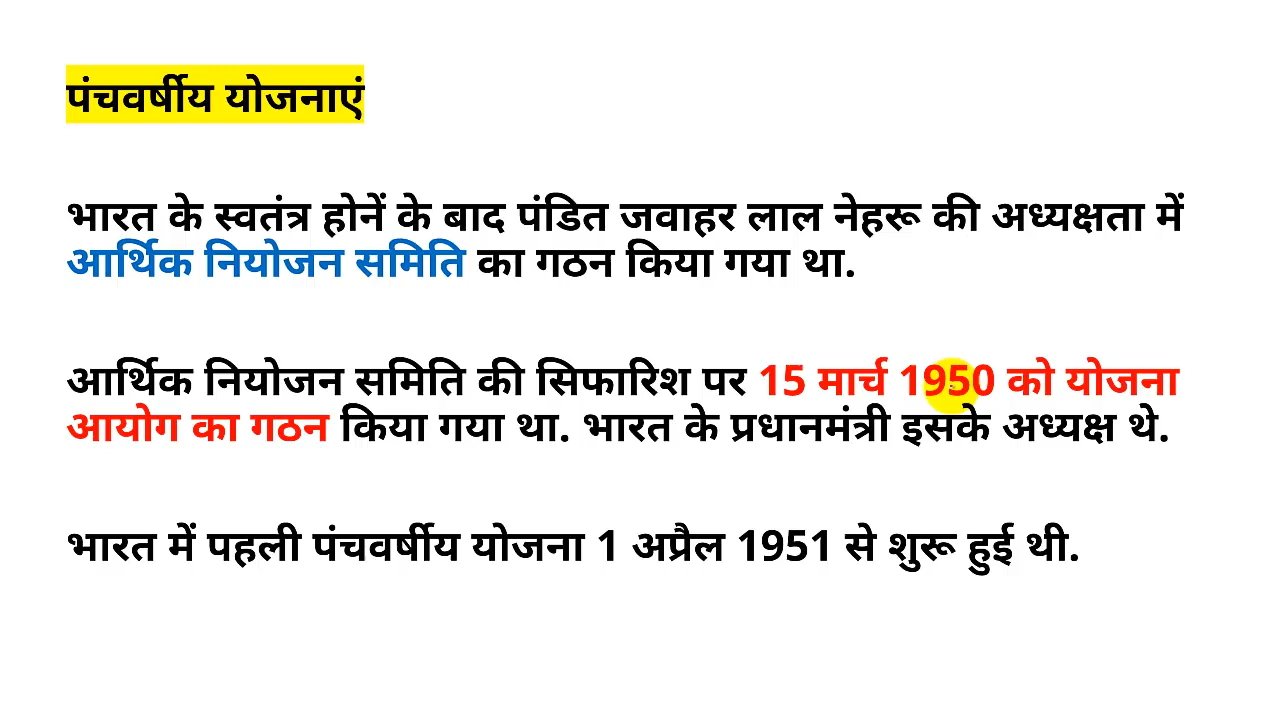 पंचवर्षीय योजनाएं
भारत के स्वतंत्र होनें के बाद पंडित जवाहर लाल नेहरू की अध्यक्षता में
आर्थिक नियोजन समिति का गठन किया गया था.
आर्थिक नियोजन समिति की सिफारिश पर 15 मार्च 1950 को योजना
आयोग का गठन किया गया था. भारत के प्रधानमंत्री इसके अध्यक्ष थे.
भारत में पहली पंचवर्षीय योजना 1 अप्रैल 1951 से शुरू हुई थी.